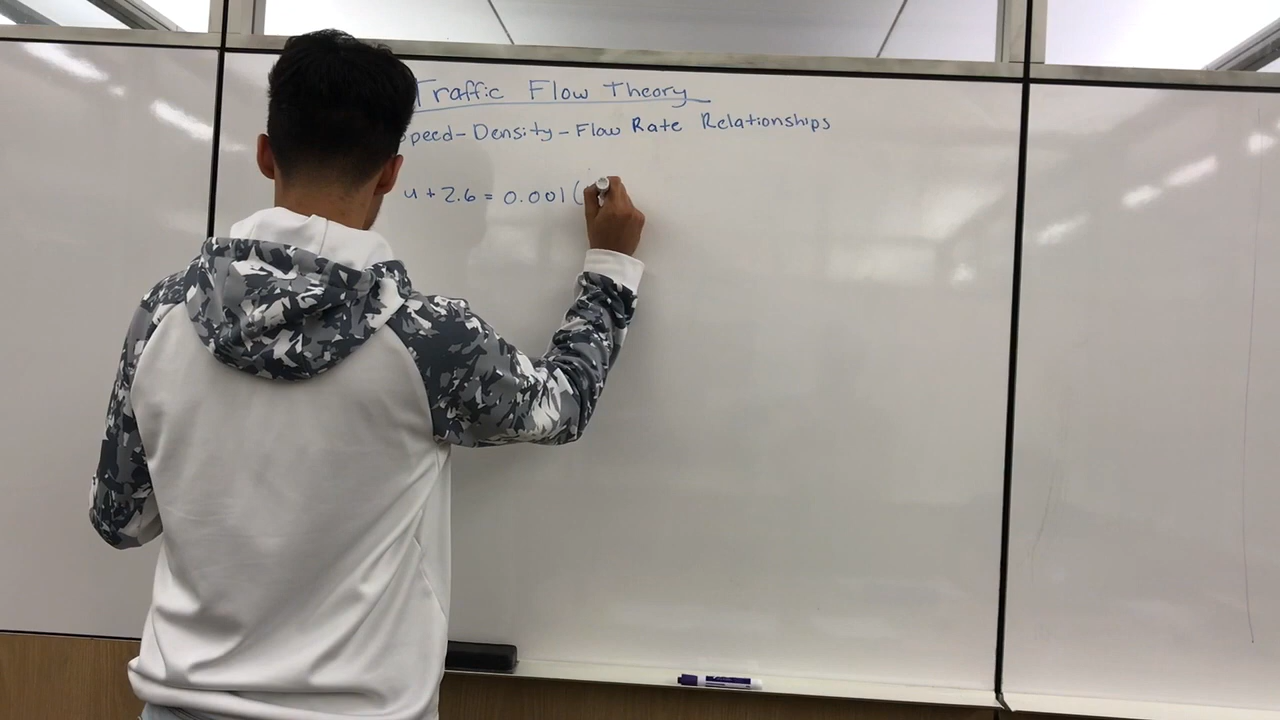 Traffic Flow Theory
Speed-Density-Flow Rate Relationships
u + 2.6 = 0.001 (